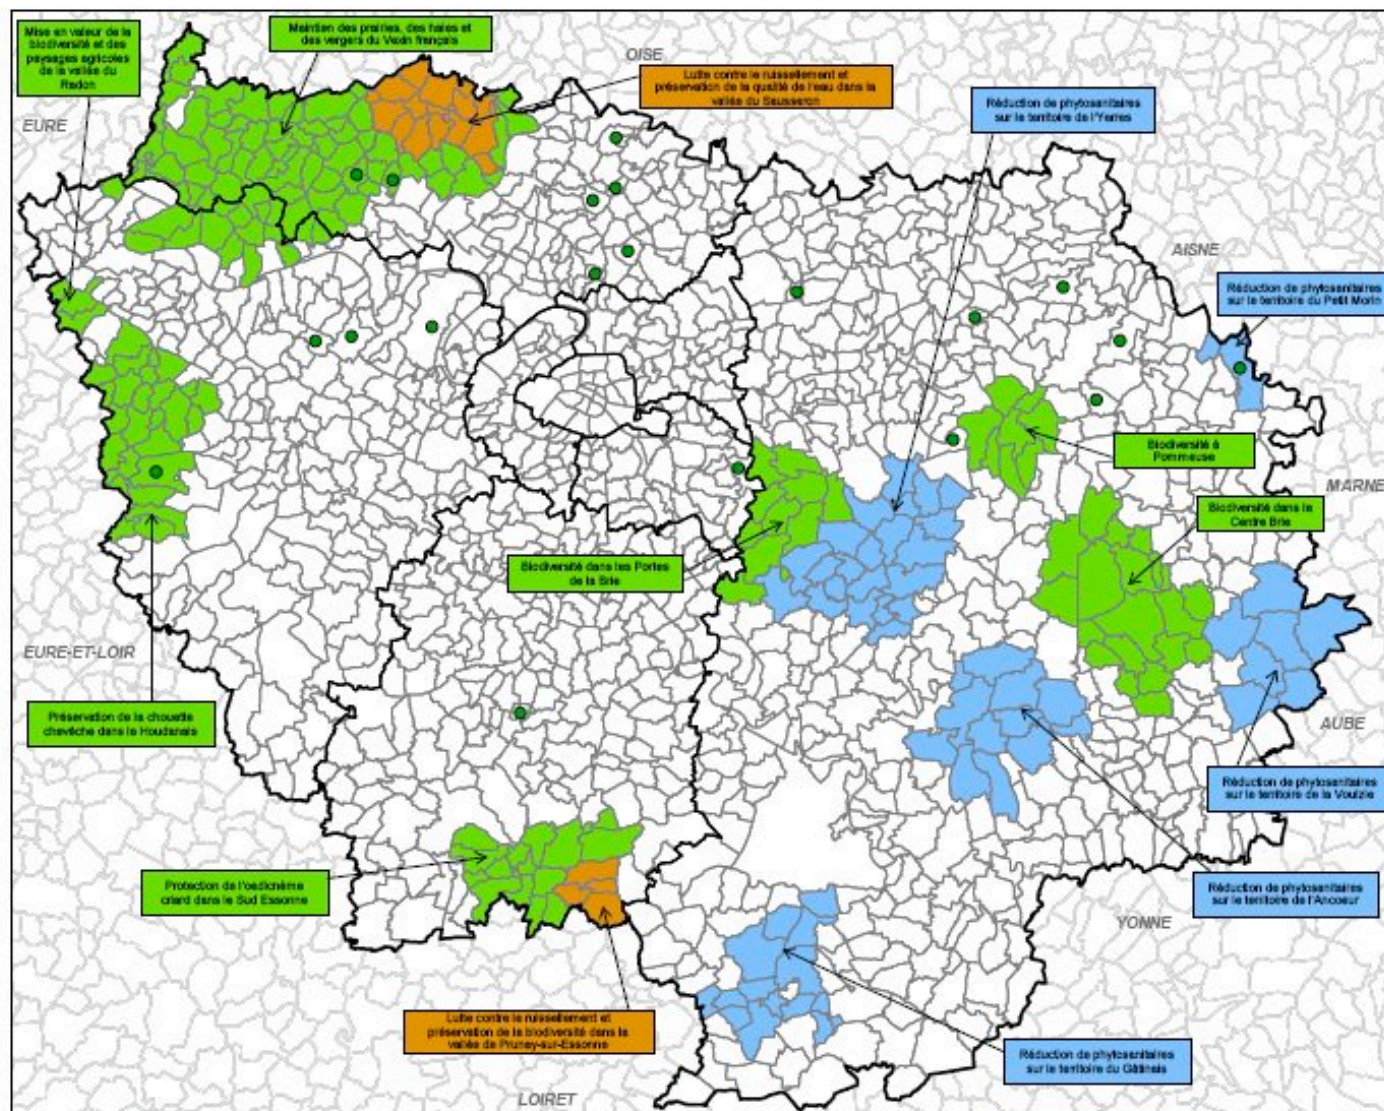 Mise en valeur de la
biodiversité et des
paysages agricoles
de la vallée du
Radon
Maintien des prairies, des haies et
des vergers du Vexin français
OISE
Lutte contre le ruissellement et
préservation de la qualité de l'eau dans la
vallée du Sausseron
Réduction de phytosanitaires
sur le territoire de l'Yerres
EURE
AISNE
Réduction de phytosanitaires
sur le territoire du Petit Morin
Biodiversité à
Pommeuse
MARNE
Biodiversité dans le
Centre Brie
Biodiversité dans les Portes
de la Brie
EURE-ET-LOIR
Préservation de la chouette
chevêche dans le Houdanais
AUBE
Réduction de phytosanitaires
sur le territoire de la Voulzie
Protection de l'oedicnème
criard dans le Sud Essonne
Réduction de phytosanitaires
sur le territoire de l'Ancoeur
YONNE
Lutte contre le ruissellement et
préservation de la biodiversité dans la
vallée de Prunay-sur-Essonne
Réduction de phytosanitaires
sur le territoire du Gâtinais
LOIRET